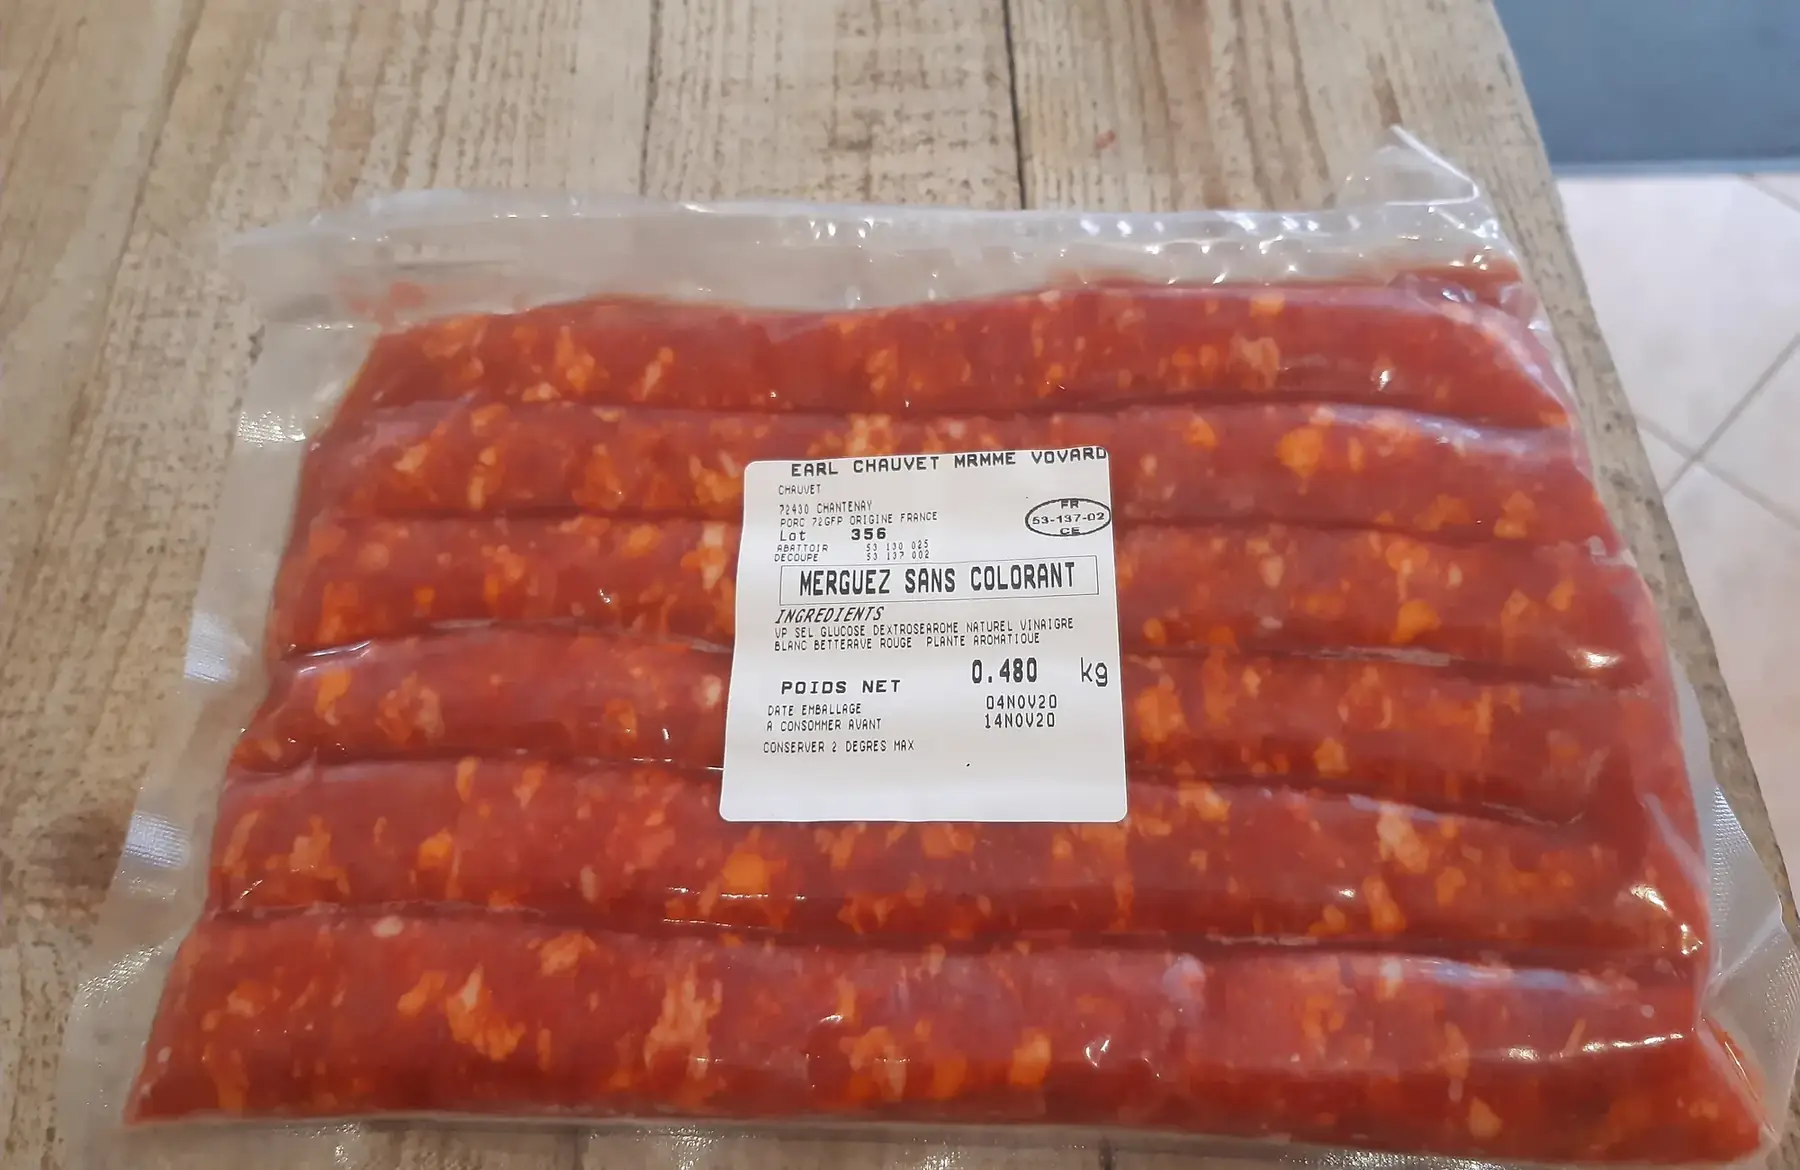 EARL CHAUVET MRMME VOVARD
CHAUVET
72430 CHANTENAY
PORC 72GFP ORIGINE FRANCE
Lot 356
ABATTOIR 53 130 025
DECOUPE 53 137 002
FR
53-137-02
CE
MERGUEZ SANS COLORANT
INGREDIENTS
VP SEL GLUCOSE DEXTROSEAROME NATUREL VINAIGRE
BLANC BETTERAVE ROUGE PLANTE AROMATIQUE
POIDS NET 0.480 kg
DATE EMBALLAGE 04NOV20
A CONSOMMER AVANT 14NOV20
CONSERVER 2 DEGRES MAX